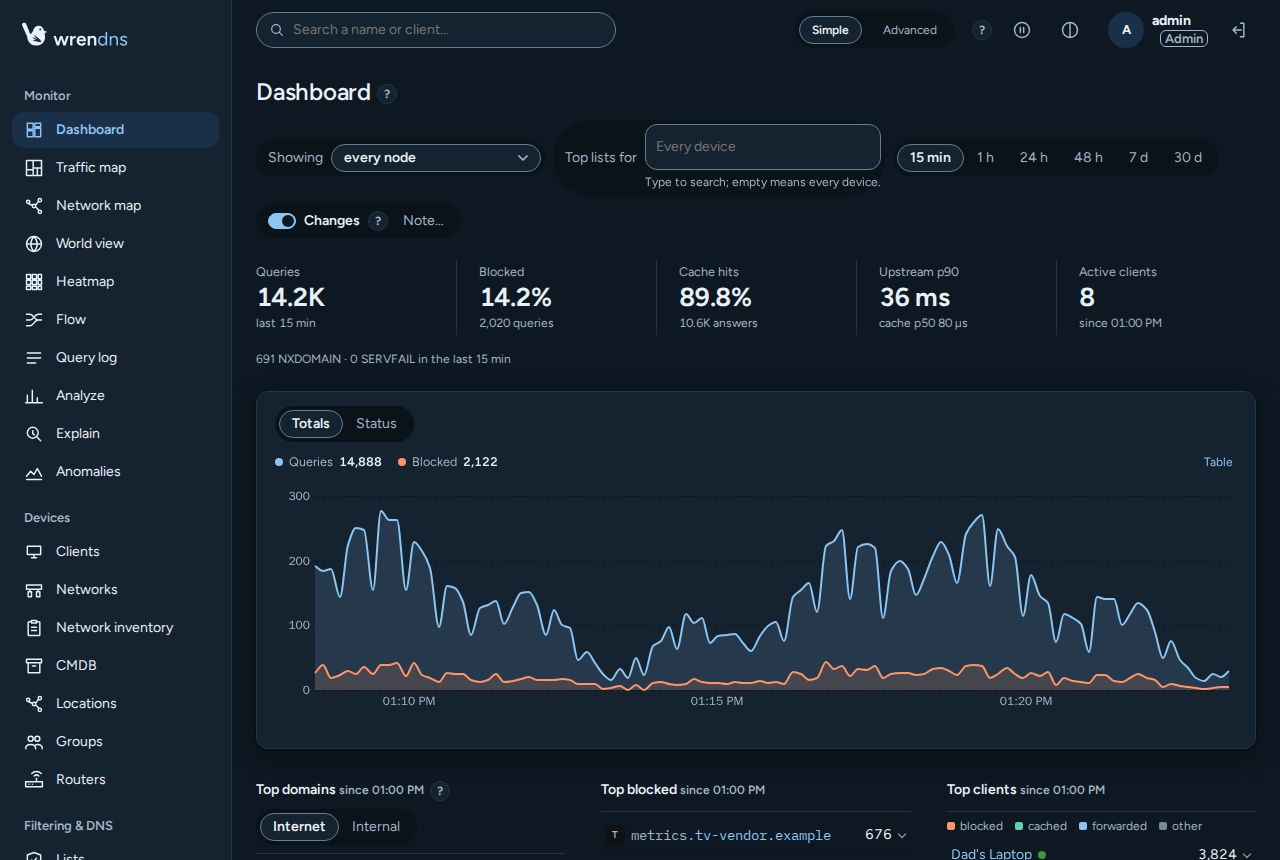 wrendns
Monitor
Dashboard
Traffic map
Network map
World view
Heatmap
Flow
Query log
Analyze
Explain
Anomalies
Devices
Clients
Networks
Network inventory
CMDB
Locations
Groups
Routers
Filtering & DNS
Lists
Search a name or client...
Simple Advanced ? A admin
Admin
Dashboard ?
Showing every node Top lists for Every device 15 min 1 h 24 h 48 h 7 d 30 d
Type to search; empty means every device.
Changes ? Note...
Queries Blocked Cache hits Upstream p90 Active clients
14.2K 14.2% 89.8% 36 ms 8
last 15 min 2,020 queries 10.6K answers cache p50 80 µs since 01:00 PM
691 NXDOMAIN · 0 SERVFAIL in the last 15 min
Totals Status
Queries 14,888 Blocked 2,122 Table
300
200
100
0
01:10 PM 01:15 PM 01:20 PM
Top domains since 01:00 PM ? Top blocked since 01:00 PM Top clients since 01:00 PM
Internet Internal T metrics.tv-vendor.example 676 blocked cached forwarded other
Dad's Laptop 3,824